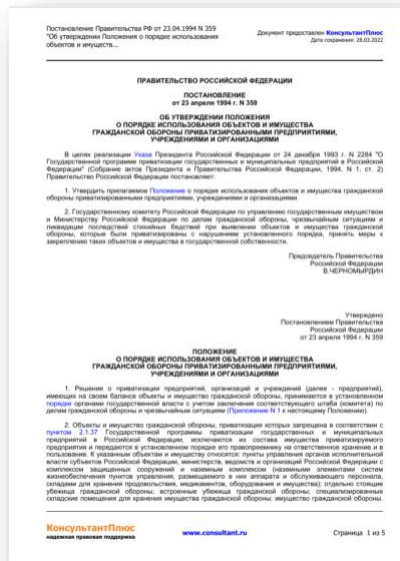 Постановление Правительства РФ от 23.04.1994 N 359
"Об утверждении Положения о порядке использования
объектов и имуществ...
Документ предоставлен КонсультантПлюс
Дата сохранения: 28.03.2022
ПРАВИТЕЛЬСТВО РОССИЙСКОЙ ФЕДЕРАЦИИ
ПОСТАНОВЛЕНИЕ
от 23 апреля 1994 г. N 359
ОБ УТВЕРЖДЕНИИ ПОЛОЖЕНИЯ
О ПОРЯДКЕ ИСПОЛЬЗОВАНИЯ ОБЪЕКТОВ И ИМУЩЕСТВА
ГРАЖДАНСКОЙ ОБОРОНЫ ПРИВАТИЗИРОВАННЫМИ ПРЕДПРИЯТИЯМИ,
УЧРЕЖДЕНИЯМИ И ОРГАНИЗАЦИЯМИ
В целях реализации Указа Президента Российской Федерации от 24 декабря 1993 г. N 2284 "О
Государственной программе приватизации государственных и муниципальных предприятий в Российской
Федерации" (Собрание актов Президента и Правительства Российской Федерации, 1994, N 1, ст. 2)
Правительство Российской Федерации постановляет:
1. Утвердить прилагаемое Положение о порядке использования объектов и имущества гражданской
обороны приватизированными предприятиями, учреждениями и организациями.
2. Государственному комитету Российской Федерации по управлению государственным имуществом
и Министерству Российской Федерации по делам гражданской обороны, чрезвычайным ситуациям и
ликвидации последствий стихийных бедствий при выявлении объектов и имущества гражданской
обороны, которые были приватизированы с нарушением установленного порядка, принять меры к
закреплению таких объектов и имущества в государственной собственности.
Председатель Правительства
Российской Федерации
В.ЧЕРНОМЫРДИН
Утверждено
Постановлением Правительства
Российской Федерации
от 23 апреля 1994 г. N 359
ПОЛОЖЕНИЕ
О ПОРЯДКЕ ИСПОЛЬЗОВАНИЯ ОБЪЕКТОВ И ИМУЩЕСТВА
ГРАЖДАНСКОЙ ОБОРОНЫ ПРИВАТИЗИРОВАННЫМИ ПРЕДПРИЯТИЯМИ,
УЧРЕЖДЕНИЯМИ И ОРГАНИЗАЦИЯМИ
1. Решения о приватизации предприятий, организаций и учреждений (далее - предприятий),
имеющих на своем балансе объекты и имущество гражданской обороны, принимаются в установленном
порядке органами государственной власти с учетом заключения соответствующего штаба (комитета) по
делам гражданской обороны и чрезвычайным ситуациям (Приложение N 1 к настоящему Положению).
2. Объекты и имущество гражданской обороны, приватизация которых запрещена в соответствии с
пунктом 2.1.37 Государственной программы приватизации государственных и муниципальных
предприятий в Российской Федерации, исключаются из состава имущества приватизируемого
предприятия и передаются в установленном порядке его правопреемнику на ответственное хранение и в
пользование. К указанным объектам и имуществу относятся: пункты управления органов исполнительной
власти субъектов Российской Федерации, министерств, ведомств и организаций Российской Федерации с
комплексом защищенных сооружений и наземным комплексом (наземными элементами систем
жизнеобеспечения пунктов управления, размещаемого в них аппарата и обслуживающего персонала,
складами для хранения продовольствия, медикаментов, оборудования и имущества); отдельно стоящие
убежища гражданской обороны; встроенные убежища гражданской обороны; специализированные
складские помещения для хранения имущества гражданской обороны; имущество гражданской обороны.
КонсультантПлюс
надежная правовая поддержка
www.consultant.ru
Страница 1 из 5